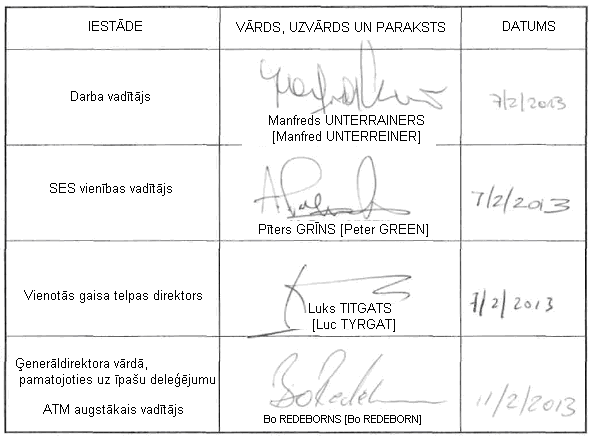 IESTĀDE VĀRDS, UZVĀRDS UN PARAKSTS DATUMS
Darba vadītājs
Manfreds UNTERRAINERS
[Manfred UNTERREINER]
7/2/2013
SES vienības vadītājs
Pīters GRĪNS [Peter GREEN]
7/2/2013
Vienotās gaisa telpas direktors
Luks TITGATS
[Luc TYRGAT]
7/2/2013
Ģenerāldirektora vārdā,
pamatojoties uz īpašu deleģējumu
ATM augstākais vadītājs
Bo Redeborn
Bo REDEBORNS [Bo REDEBORN]
11/2/2013